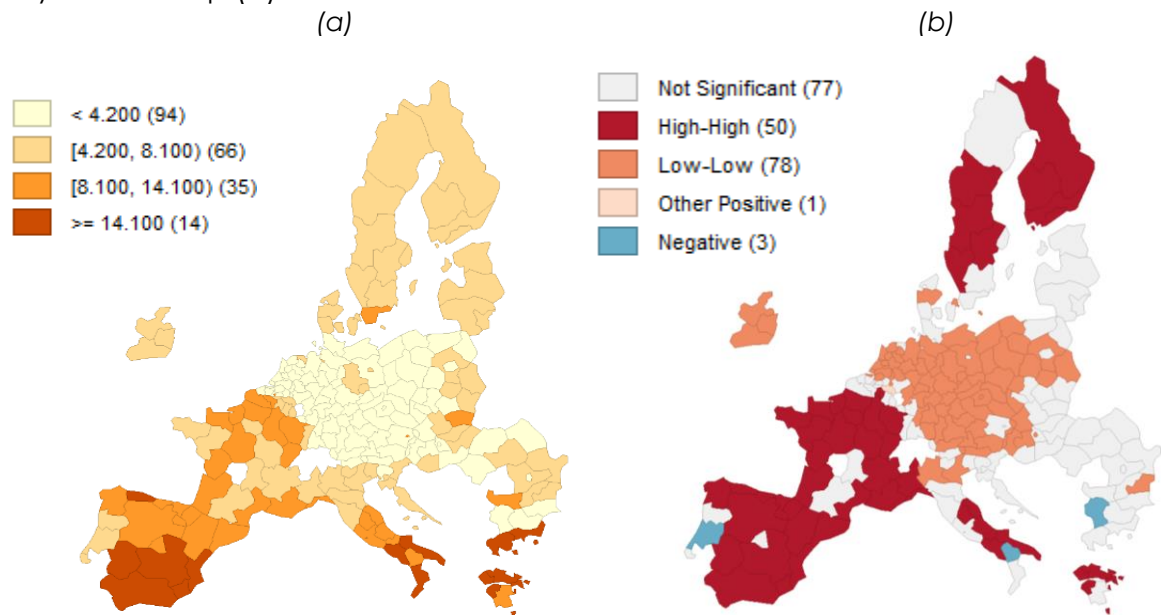 (a) (b)
< 4.200 (94)
[4.200, 8.100) (66)
[8.100, 14.100) (35)
>= 14.100 (14)
Not Significant (77)
High-High (50)
Low-Low (78)
Other Positive (1)
Negative (3)